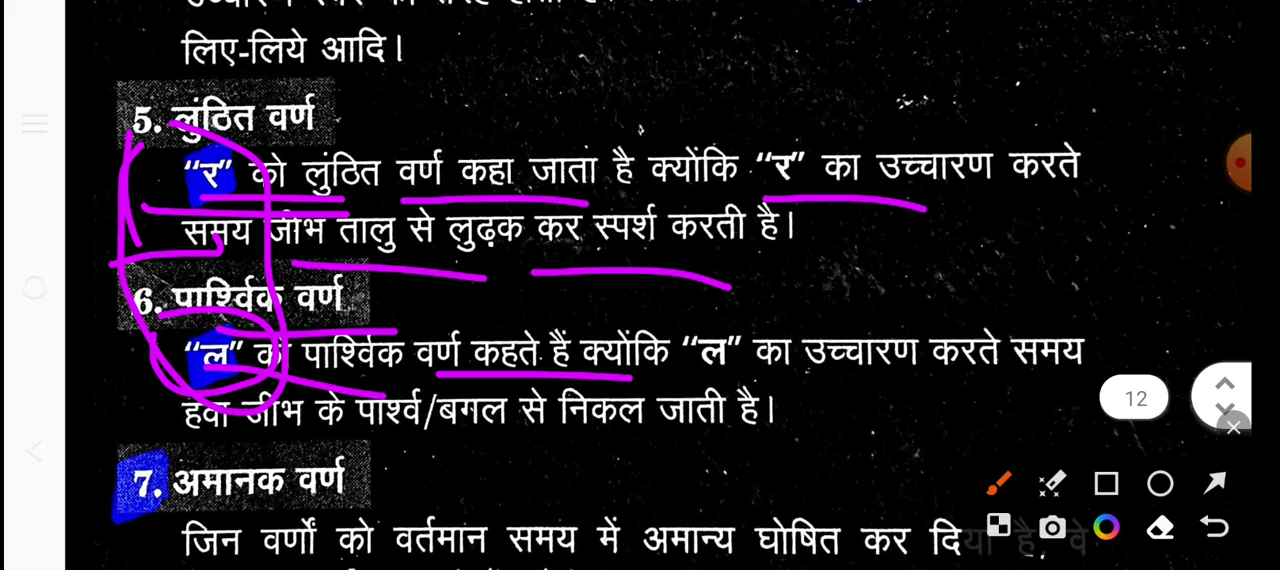 लिए-लिये आदि।
5. लुंठित वर्ण
“र” को लुंठित वर्ण कहा जाता है क्योंकि “र” का उच्चारण करते
समय जीभ तालु से लुढ़क कर स्पर्श करती है।
6. पार्श्विक वर्ण
“ल” को पार्श्विक वर्ण कहते हैं क्योंकि “ल” का उच्चारण करते समय
हवा जीभ के पार्श्व/बगल से निकल जाती है।
12
7. अमानक वर्ण
जिन वर्णों को वर्तमान समय में अमान्य घोषित कर दिया है, वे